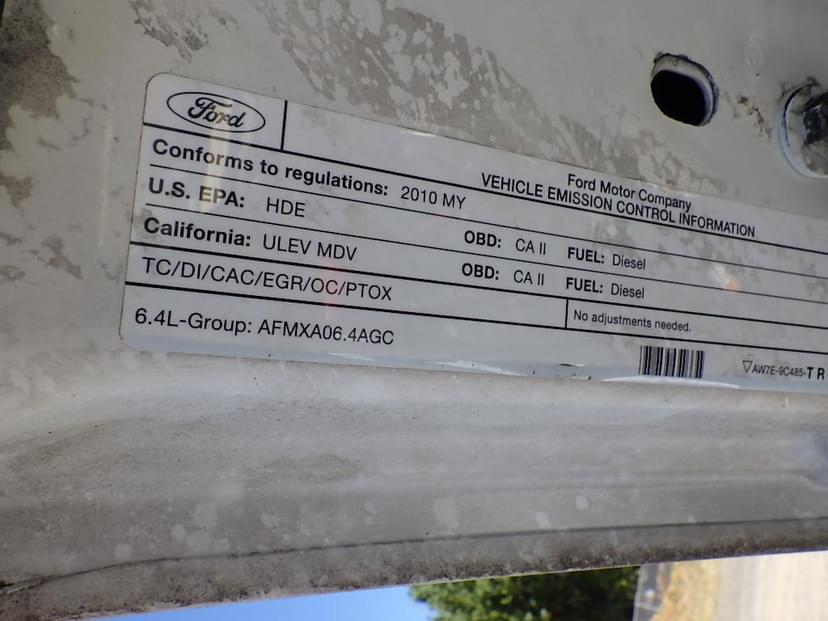 Ford
Ford Motor Company
VEHICLE EMISSION CONTROL INFORMATION
Conforms to regulations: 2010 MY
U.S. EPA: HDE OBD: CA II FUEL: Diesel
California: ULEV MDV OBD: CA II FUEL: Diesel
TC/DI/CAC/EGR/OC/PTOX No adjustments needed.
6.4L-Group: AFMXA06.4AGC
▽AW7E-9C485-TR